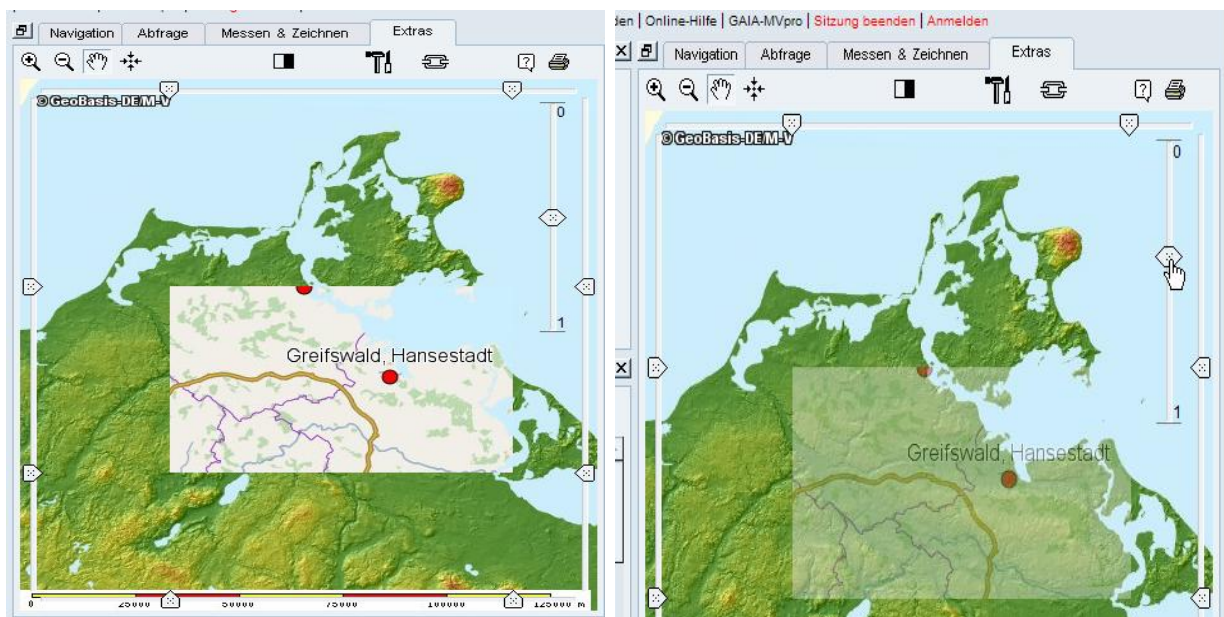 Navigation Abfrage Messen & Zeichnen Extras
© GeoBasis-DE/M-V
0
1
Greifswald, Hansestadt
0 25000 50000 75000 100000 125000 m
Online-Hilfe | GAIA-MVpro | Sitzung beenden | Anmelden
Navigation Abfrage Messen & Zeichnen Extras
© GeoBasis-DE/M-V
0
1
Greifswald, Hansestadt